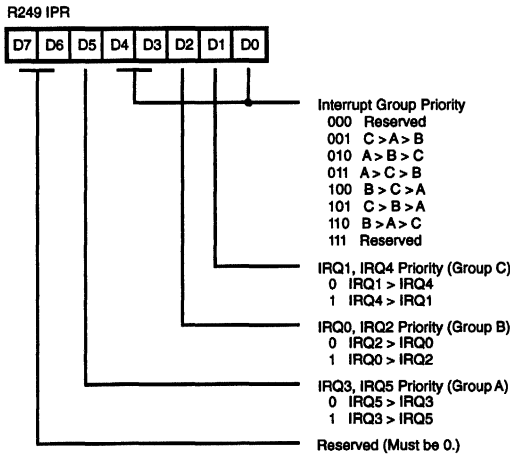 R249 IPR
D7 D6 D5 D4 D3 D2 D1 D0
Interrupt Group Priority
000 Reserved
001 C > A > B
010 A > B > C
011 A > C > B
100 B > C > A
101 C > B > A
110 B > A > C
111 Reserved
IRQ1, IRQ4 Priority (Group C)
0 IRQ1 > IRQ4
1 IRQ4 > IRQ1
IRQ0, IRQ2 Priority (Group B)
0 IRQ2 > IRQ0
1 IRQ0 > IRQ2
IRQ3, IRQ5 Priority (Group A)
0 IRQ5 > IRQ3
1 IRQ3 > IRQ5
Reserved (Must be 0.)